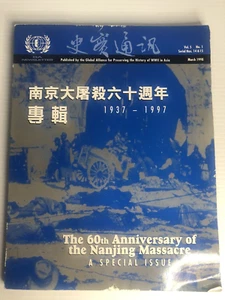 史實通訊
Vol. 5 No. 1
Published by the Global Alliance for Preserving the History of WWII in Asia
March 1998
南京大屠殺六十週年
專輯
1937 - 1997
The 60th Anniversary of
the Nanjing Massacre
A SPECIAL ISSUE